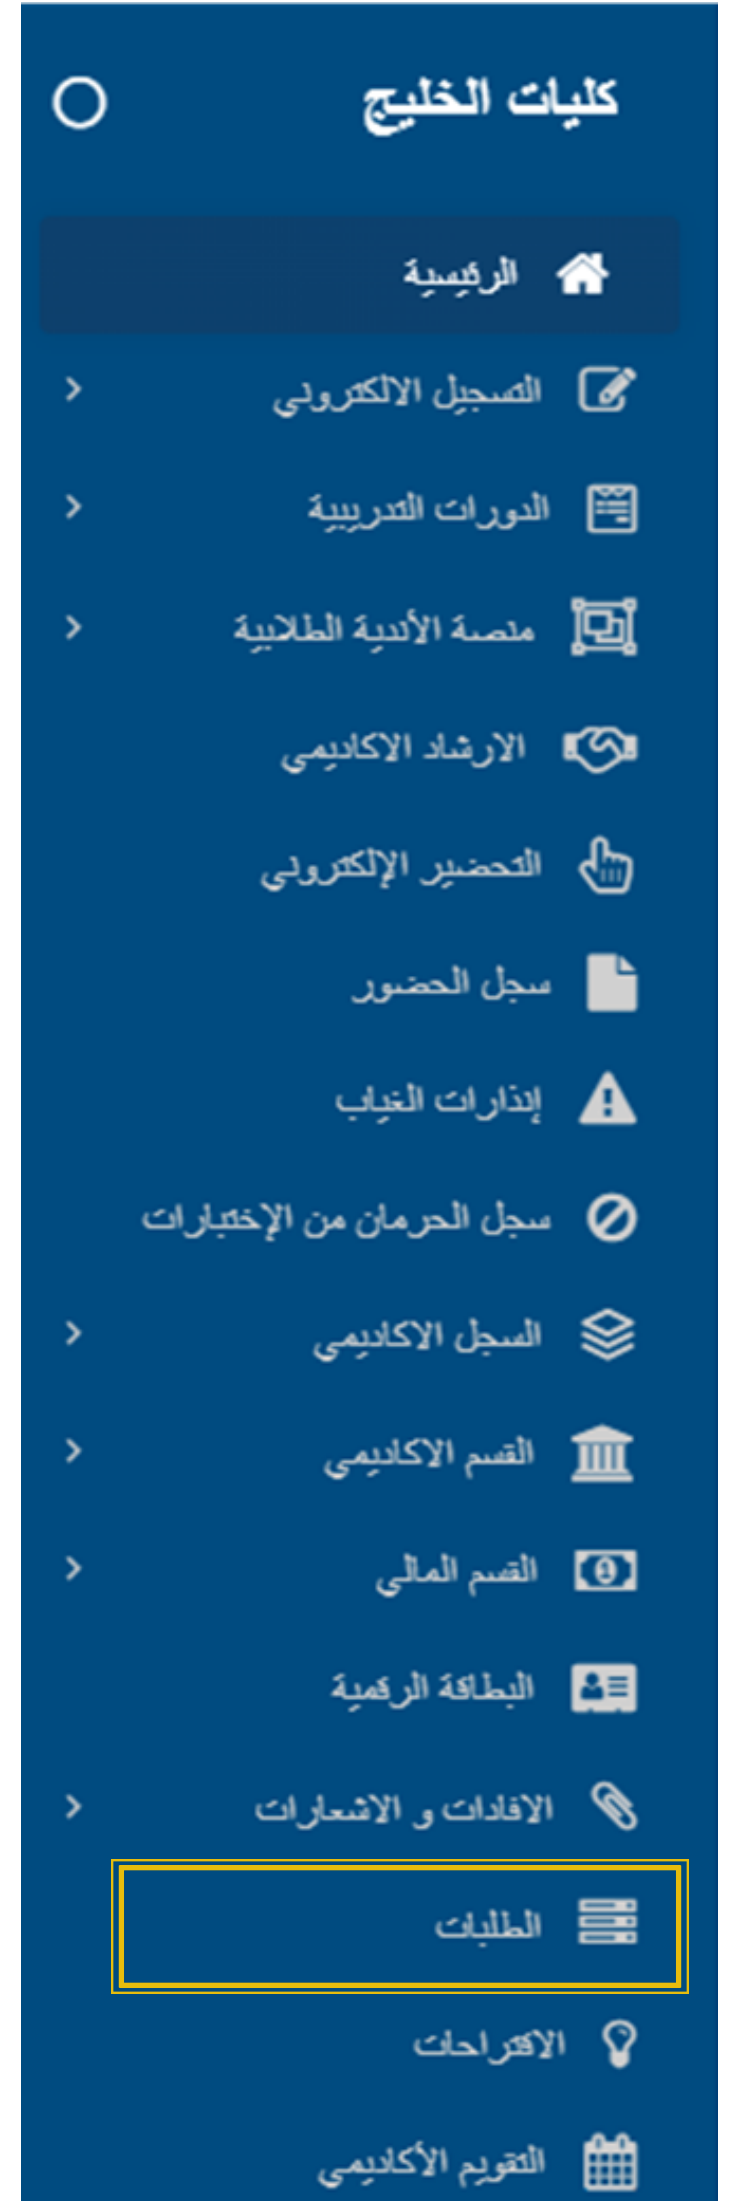 كليات الخليج
الرئيسية
التسجيل الالكتروني
الدورات التدريبية
منصة الأندية الطلابية
الارشاد الاكاديمي
التحضير الإلكتروني
سجل الحضور
إنذارات الغياب
سجل الحرمان من الإختبارات
السجل الاكاديمي
القسم الاكاديمي
القسم المالي
البطاقة الرقمية
الافادات و الاشعارات
الطلبات
الاقتراحات
التقويم الأكاديمي